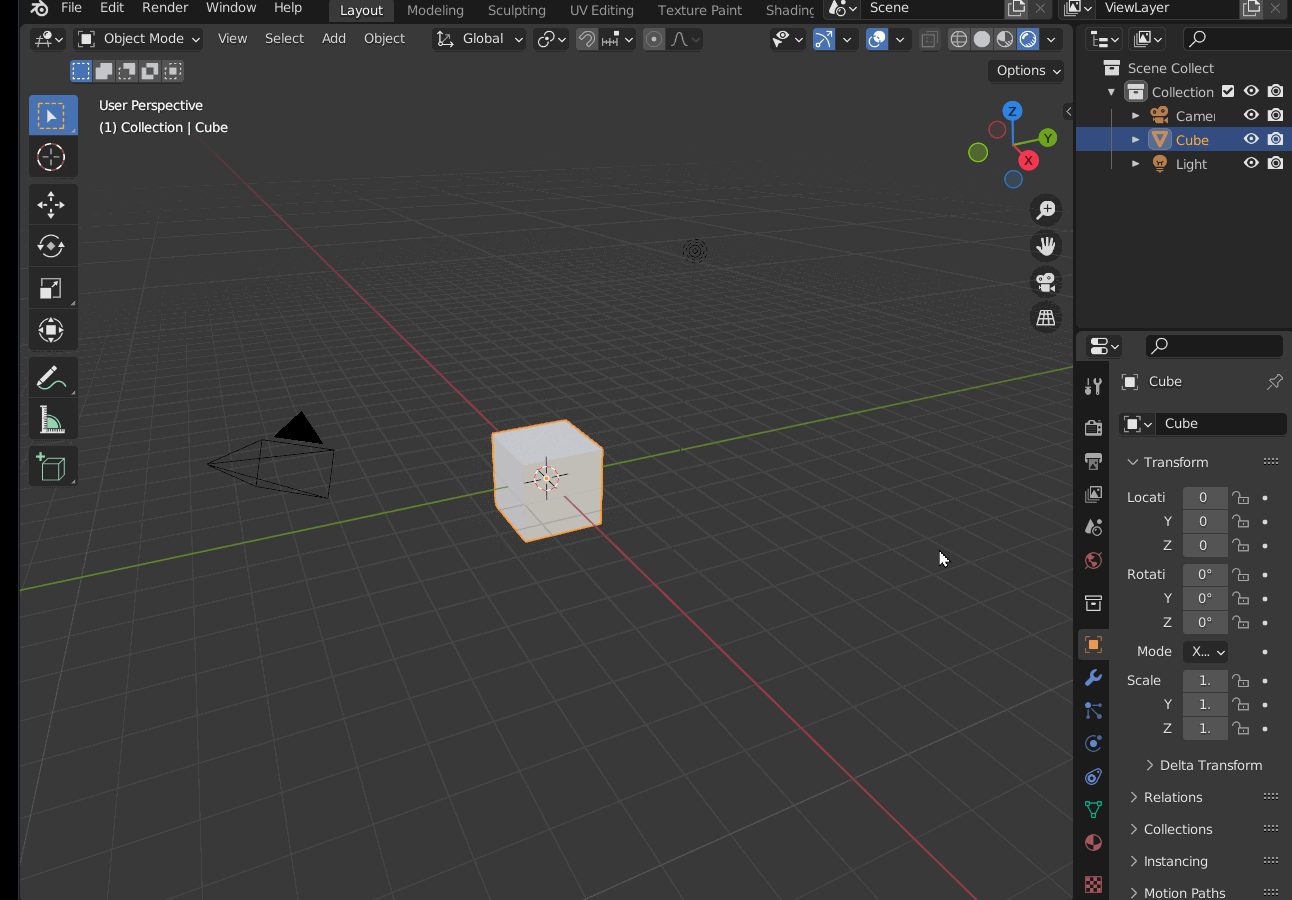 File Edit Render Window Help Layout Modeling Sculpting UV Editing Texture Paint Shading Scene ViewLayer
Object Mode View Select Add Object Global
Options
User Perspective
(1) Collection | Cube
Z
Y
X
Scene Collect
Collection
Camer
Cube
Light
Cube
Cube
Transform
Locati 0
Y 0
Z 0
Rotati 0°
Y 0°
Z 0°
Mode X...
Scale 1.
Y 1.
Z 1.
Delta Transform
Relations
Collections
Instancing
Motion Paths